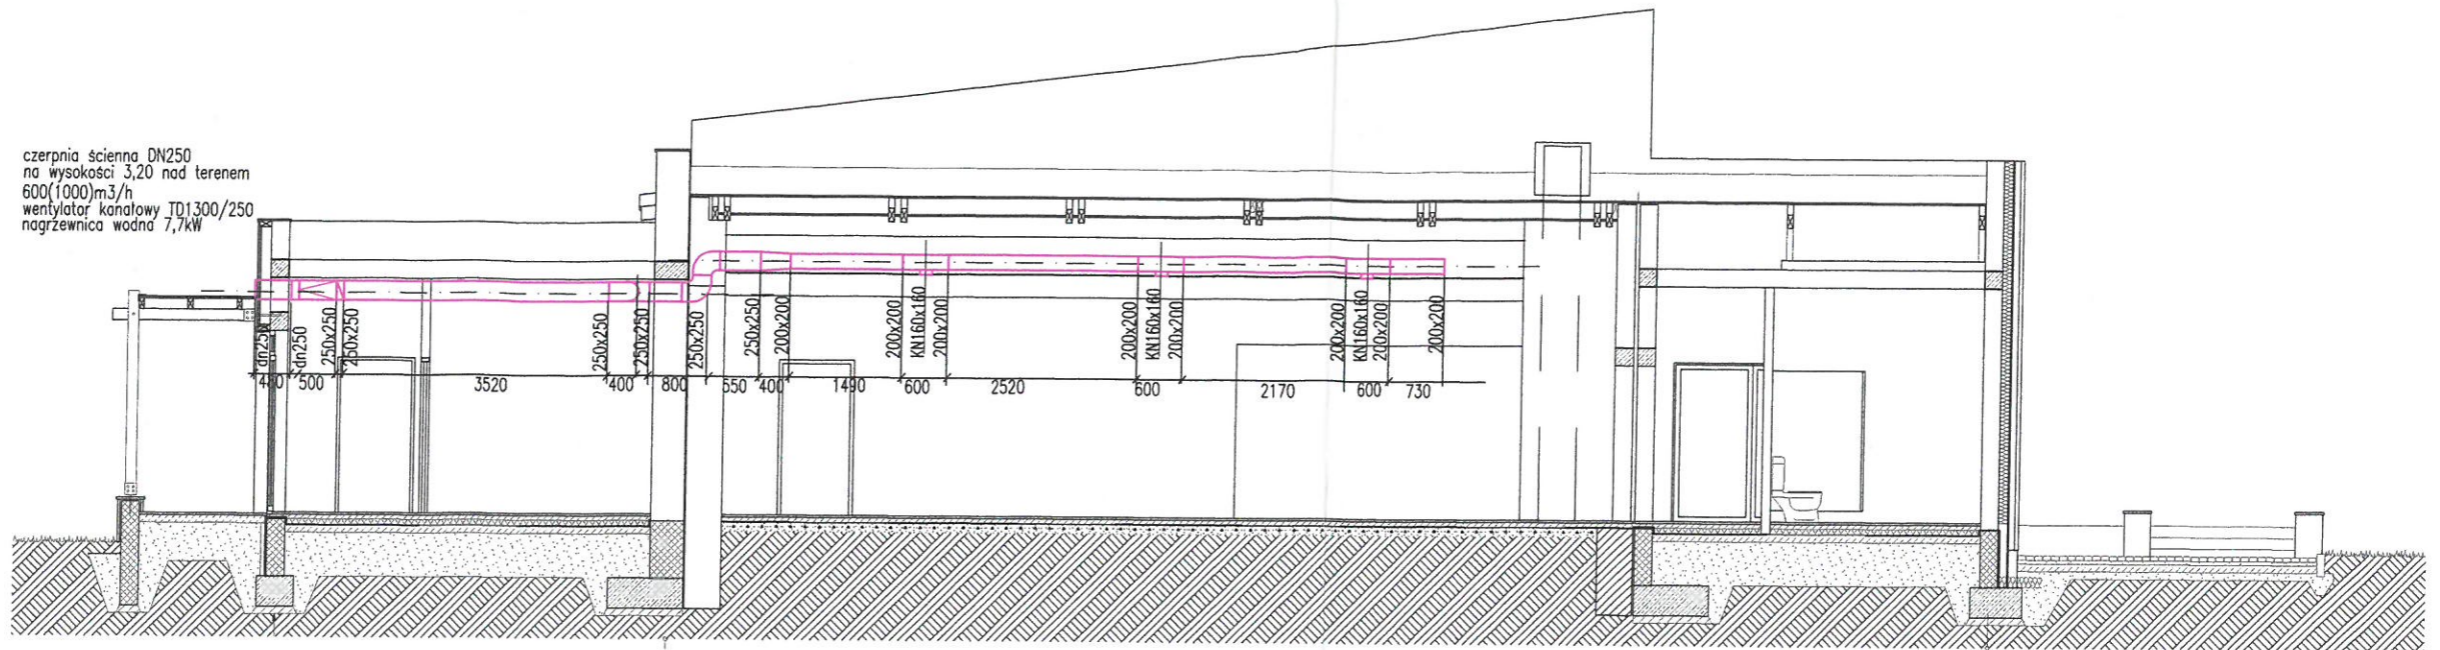 czerpnia ścienna DN250
na wysokości 3,20 nad terenem
600(1000)m3/h
wentylator kanałowy TD1300/250
nagrzewnica wodna 7,7kW
dn250
dn250
250x250
250x250
250x250
250x250
250x250
250x250
200x200
200x200
KN160x160
200x200
200x200
KN160x160
200x200
200x200
KN160x160
200x200
200x200
500
3520
400
800
550
400
1490
600
2520
600
2170
600
730